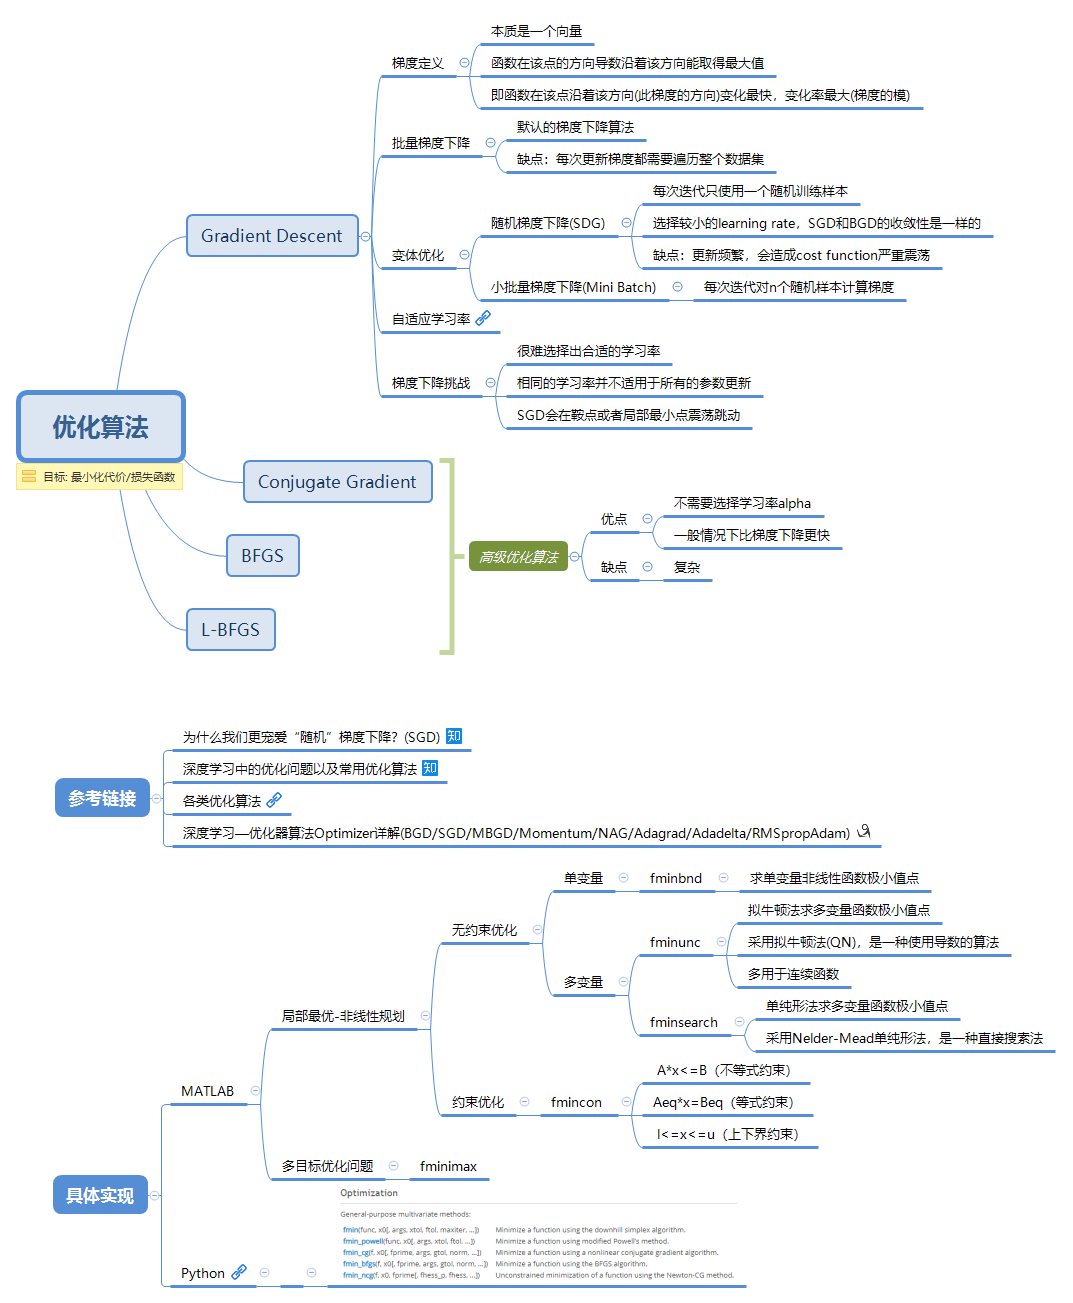 本质是一个向量
梯度定义
函数在该点的方向导数沿着该方向能取得最大值
即函数在该点沿着该方向(此梯度的方向)变化最快，变化率最大(梯度的模)
默认的梯度下降算法
批量梯度下降
缺点：每次更新梯度都需要遍历整个数据集
每次迭代只使用一个随机训练样本
随机梯度下降(SDG)
选择较小的learning rate，SGD和BGD的收敛性是一样的
Gradient Descent
变体优化
缺点：更新频繁，会造成cost function严重震荡
小批量梯度下降(Mini Batch)
每次迭代对n个随机样本计算梯度
自适应学习率
很难选择出合适的学习率
梯度下降挑战
相同的学习率并不适用于所有的参数更新
SGD会在鞍点或者局部最小点震荡跳动
优化算法
目标: 最小化代价/损失函数
Conjugate Gradient
BFGS
L-BFGS
高级优化算法
优点
不需要选择学习率alpha
一般情况下比梯度下降更快
缺点
复杂
参考链接
为什么我们更宠爱“随机”梯度下降？(SGD) 知
深度学习中的优化问题以及常用优化算法 知
各类优化算法
深度学习—优化器算法Optimizer详解(BGD/SGD/MBGD/Momentum/NAG/Adagrad/Adadelta/RMSpropAdam)
具体实现
MATLAB
局部最优-非线性规划
无约束优化
单变量
fminbnd
求单变量非线性函数极小值点
多变量
fminunc
拟牛顿法求多变量函数极小值点
采用拟牛顿法(QN)，是一种使用导数的算法
多用于连续函数
fminsearch
单纯形法求多变量函数极小值点
采用Nelder-Mead单纯形法，是一种直接搜索法
约束优化
fmincon
A*x<=B（不等式约束）
Aeq*x=Beq（等式约束）
l<=x<=u（上下界约束）
多目标优化问题
fminimax
Python
Optimization
General-purpose multivariate methods:
fmin(func, x0[, args, xtol, ftol, maxiter, ...]) Minimize a function using the downhill simplex algorithm.
fmin_powell(func, x0[, args, xtol, ftol, ...]) Minimize a function using modified Powell's method.
fmin_cg(f, x0[, fprime, args, gtol, norm, ...]) Minimize a function using a nonlinear conjugate gradient algorithm.
fmin_bfgs(f, x0[, fprime, args, gtol, norm, ...]) Minimize a function using the BFGS algorithm.
fmin_ncg(f, x0, fprime[, fhess_p, fhess, ...]) Unconstrained minimization of a function using the Newton-CG method.